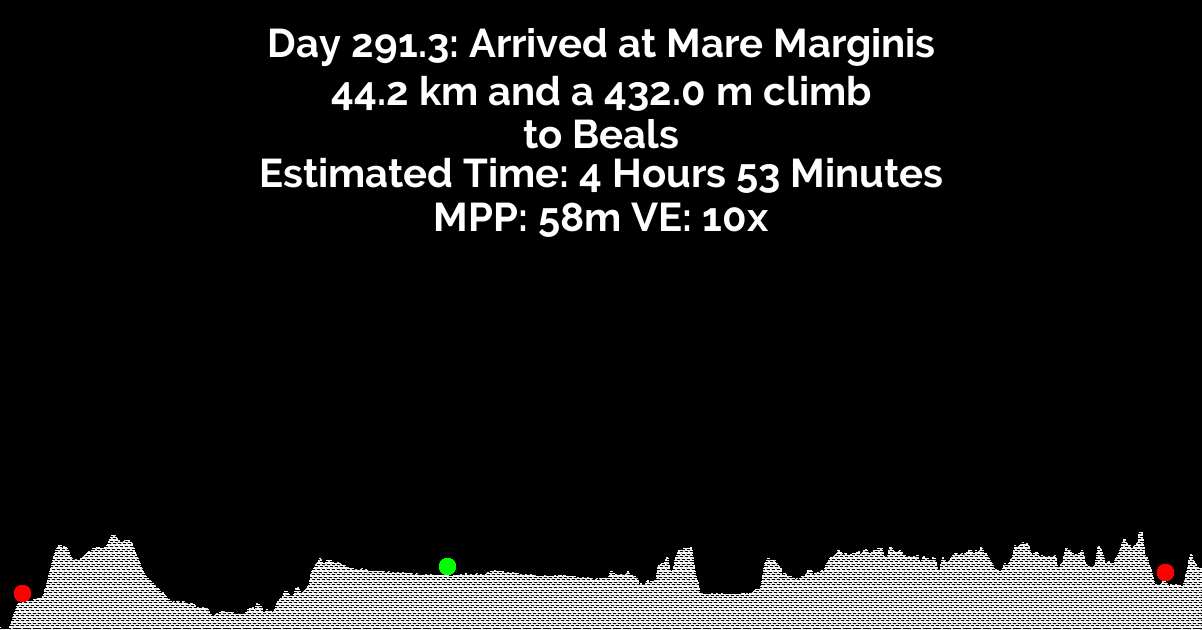 Day 291.3: Arrived at Mare Marginis
44.2 km and a 432.0 m climb
to Beals
Estimated Time: 4 Hours 53 Minutes
MPP: 58m VE: 10x